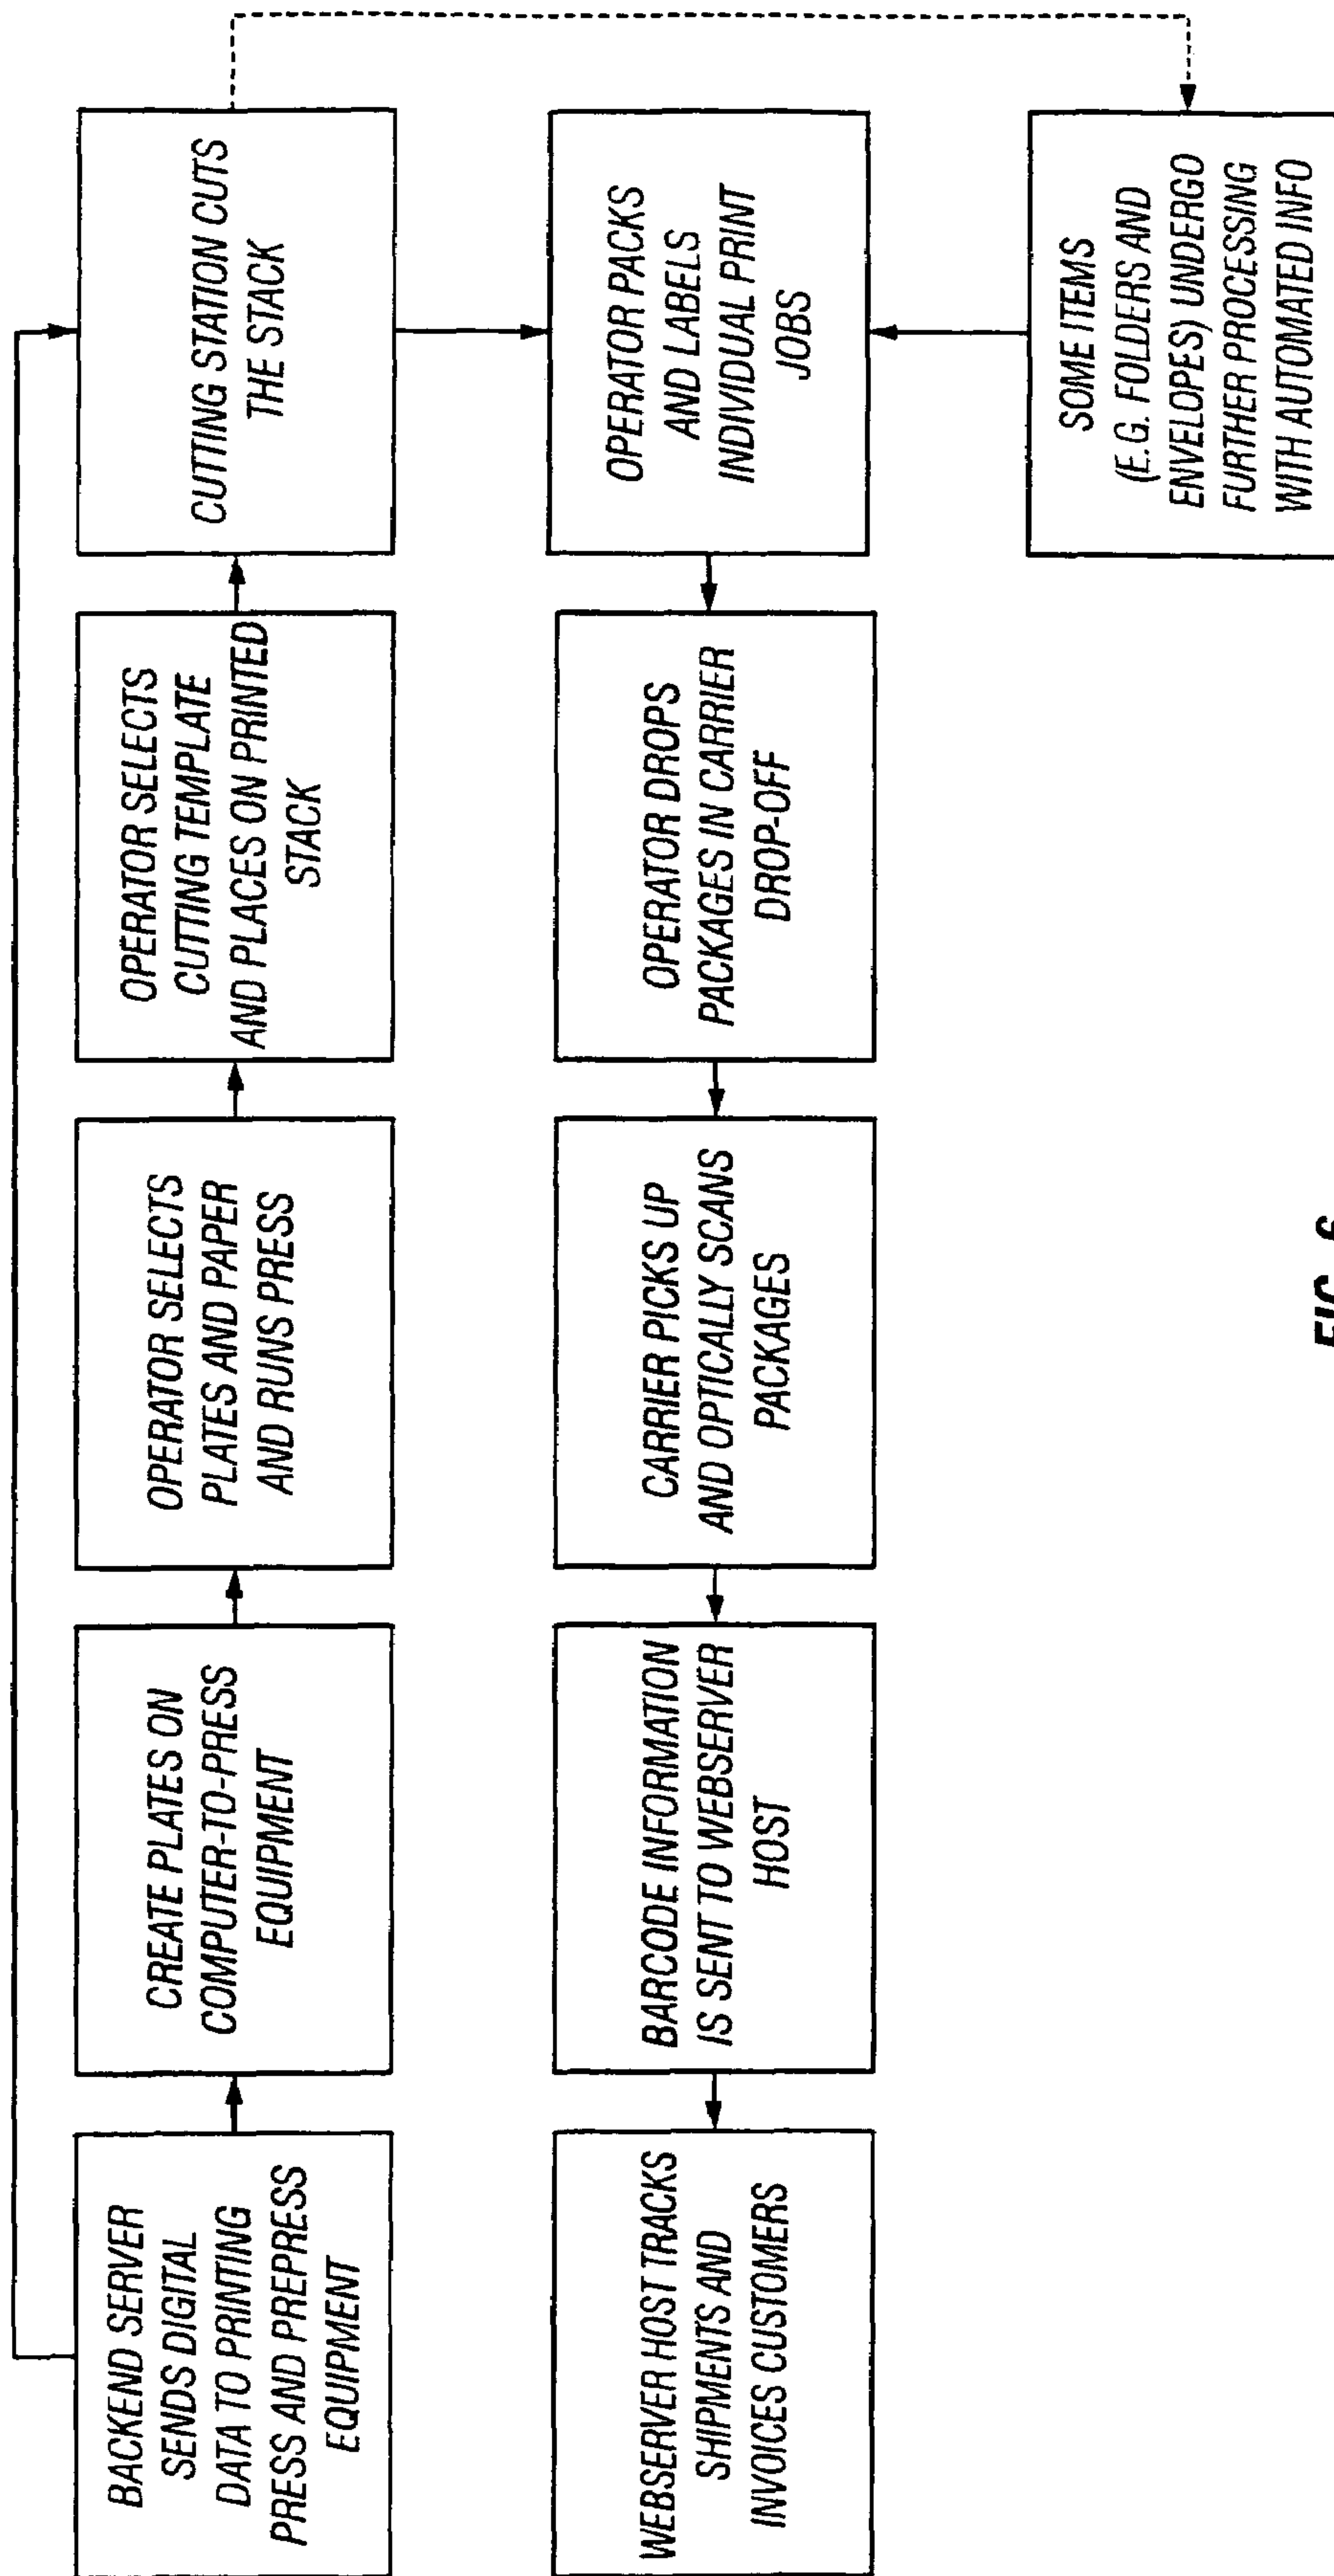 BACKEND SERVER
SENDS DIGITAL
DATA TO PRINTING
PRESS AND PREPRESS
EQUIPMENT
CREATE PLATES ON
COMPUTER-TO-PRESS
EQUIPMENT
OPERATOR SELECTS
PLATES AND PAPER
AND RUNS PRESS
OPERATOR SELECTS
CUTTING TEMPLATE
AND PLACES ON PRINTED
STACK
CUTTING STATION CUTS
THE STACK
WEBSERVER HOST TRACKS
SHIPMENTS AND
INVOICES CUSTOMERS
BARCODE INFORMATION
IS SENT TO WEBSERVER
HOST
CARRIER PICKS UP
AND OPTICALLY SCANS
PACKAGES
OPERATOR DROPS
PACKAGES IN CARRIER
DROP-OFF
OPERATOR PACKS
AND LABELS
INDIVIDUAL PRINT
JOBS
SOME ITEMS
(E.G. FOLDERS AND
ENVELOPES) UNDERGO
FURTHER PROCESSING
WITH AUTOMATED INFO
FIG. 6